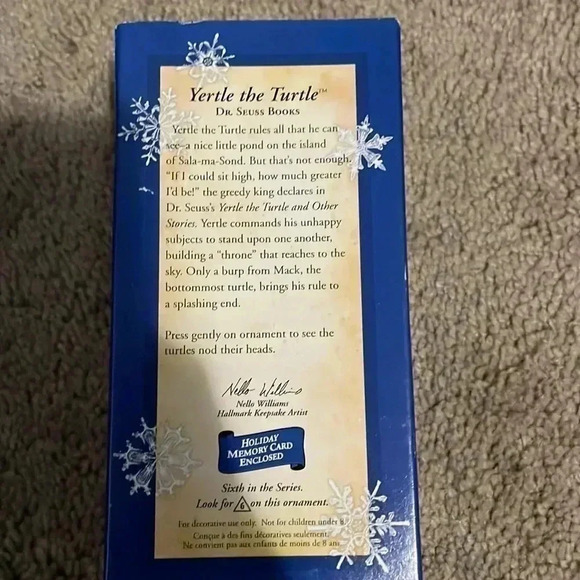 Yertle the Turtle™
DR. SEUSS BOOKS
Yertle the Turtle rules all that he can
see–a nice little pond on the island
of Sala-ma-Sond. But that's not enough.
"If I could sit high, how much greater
I'd be!" the greedy king declares in
Dr. Seuss's Yertle the Turtle and Other
Stories. Yertle commands his unhappy
subjects to stand upon one another,
building a "throne" that reaches to the
sky. Only a burp from Mack, the
bottommost turtle, brings his rule to
a splashing end.
Press gently on ornament to see the
turtles nod their heads.
Nello Williams
Nello Williams
Hallmark Keepsake Artist
HOLIDAY
MEMORY CARD
ENCLOSED
Sixth in the Series.
Look for 6 on this ornament.
For decorative use only. Not for children under 8.
Conçue à des fins décoratives seulement.
Ne convient pas aux enfants de moins de 8 ans.